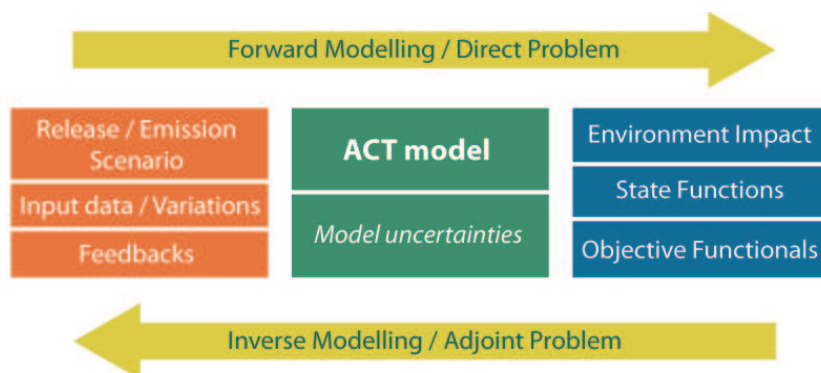 Forward Modelling / Direct Problem
Release / Emission
Scenario
Input data / Variations
Feedbacks
ACT model
Model uncertainties
Environment Impact
State Functions
Objective Functionals
Inverse Modelling / Adjoint Problem